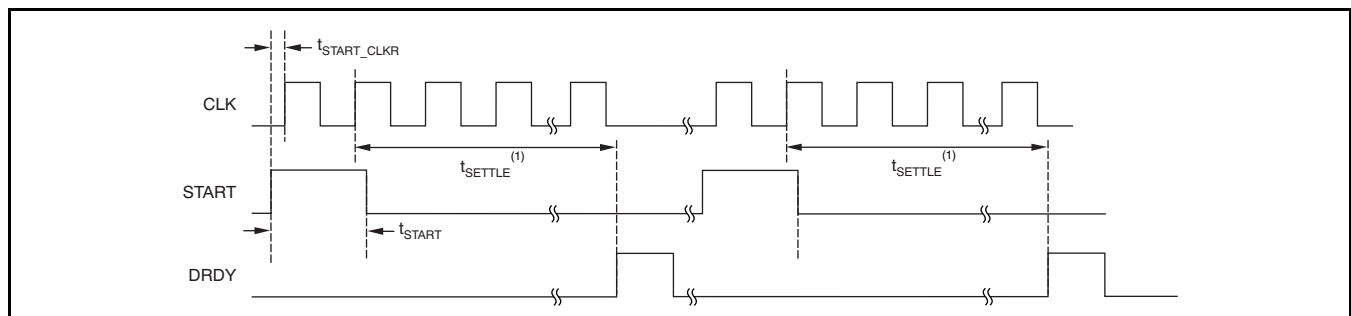 tSTART_CLKR
CLK
tSETTLE(1)
tSETTLE(1)
START
tSTART
DRDY